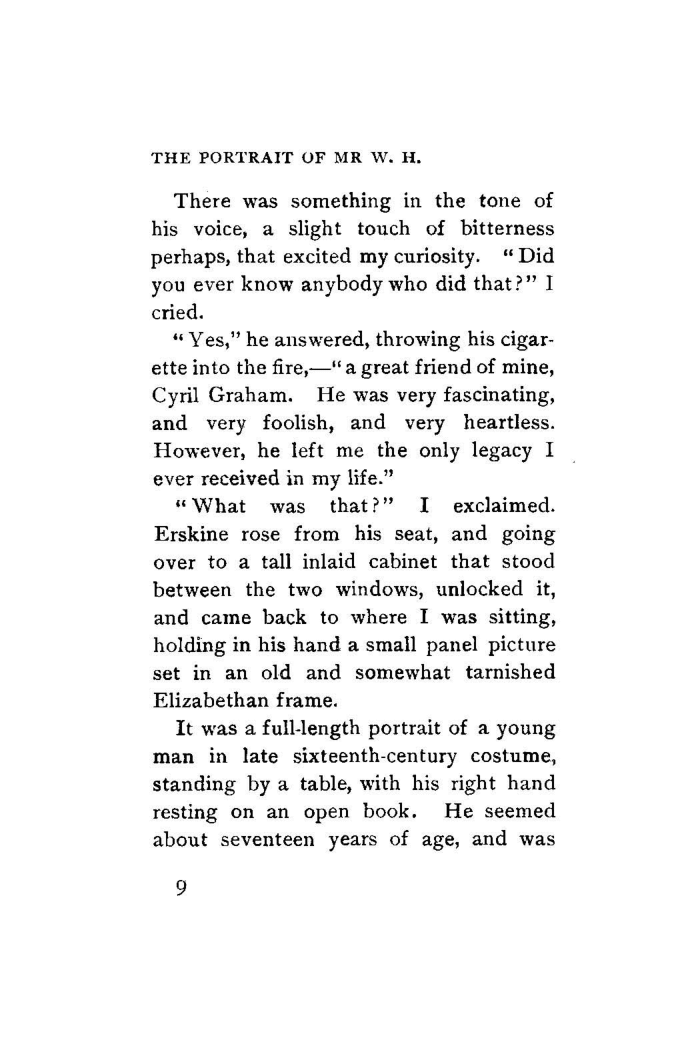 THE PORTRAIT OF MR W. H.
There was something in the tone of
his voice, a slight touch of bitterness
perhaps, that excited my curiosity. “Did
you ever know anybody who did that?” I
cried.
“Yes,” he answered, throwing his cigar-
ette into the fire,—“a great friend of mine,
Cyril Graham. He was very fascinating,
and very foolish, and very heartless.
However, he left me the only legacy I
ever received in my life.”
“What was that?” I exclaimed.
Erskine rose from his seat, and going
over to a tall inlaid cabinet that stood
between the two windows, unlocked it,
and came back to where I was sitting,
holding in his hand a small panel picture
set in an old and somewhat tarnished
Elizabethan frame.
It was a full-length portrait of a young
man in late sixteenth-century costume,
standing by a table, with his right hand
resting on an open book. He seemed
about seventeen years of age, and was
9